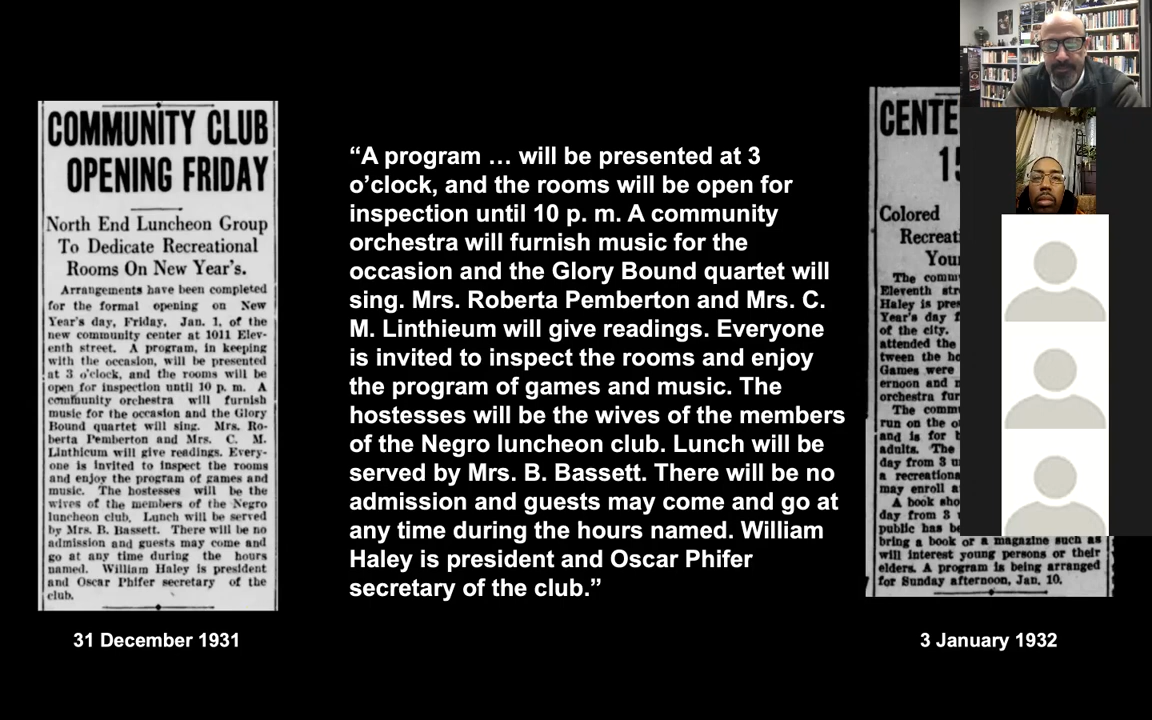 COMMUNITY CLUB
OPENING FRIDAY
North End Luncheon Group
To Dedicate Recreational
Rooms On New Year's.
Arrangements have been completed
for the formal opening on New
Year's day, Friday, Jan. 1, of the
new community center at 1011 Elev-
enth street. A program, in keeping
with the occasion, will be presented
at 3 o'clock, and the rooms will be
open for inspection until 10 p. m. A
community orchestra will furnish
music for the occasion and the Glory
Bound quartet will sing. Mrs. Ro-
berta Pemberton and Mrs. C. M.
Linthicum will give readings. Every-
one is invited to inspect the rooms
and enjoy the program of games and
music. The hostesses will be the
wives of the members of the Negro
luncheon club. Lunch will be served
by Mrs. B. Bassett. There will be no
admission and guests may come and
go at any time during the hours
named. William Haley is president
and Oscar Phifer secretary of the
club.
31 December 1931
“A program … will be presented at 3
o’clock, and the rooms will be open for
inspection until 10 p. m. A community
orchestra will furnish music for the
occasion and the Glory Bound quartet will
sing. Mrs. Roberta Pemberton and Mrs. C.
M. Linthieum will give readings. Everyone
is invited to inspect the rooms and enjoy
the program of games and music. The
hostesses will be the wives of the members
of the Negro luncheon club. Lunch will be
served by Mrs. B. Bassett. There will be no
admission and guests may come and go at
any time during the hours named. William
Haley is president and Oscar Phifer
secretary of the club.”
CENTE
15
Colored
Recreati
You
The comm
Eleventh stre
Haley is pres
Year's day f
of the city.
attended the
tween the ho
Games were
ernoon and
orchestra fur
The comm
run on the o
and is for b
adults. The
day from 3 u
a recreationa
may enroll a
A book sho
day from 3
public has be
bring a book or a magazine such as
will interest young persons or their
elders. A program is being arranged
for Sunday afternoon, Jan. 10.
3 January 1932